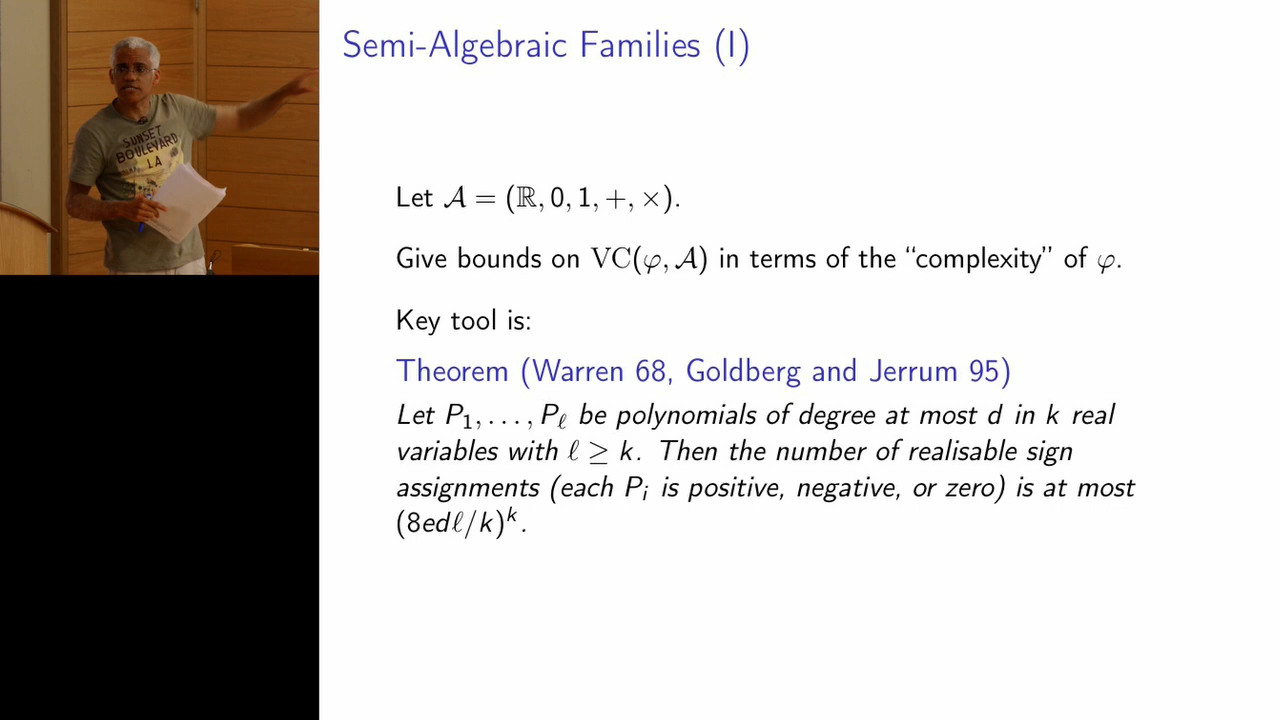 SUNSET
BOULEVARD
LA
Semi-Algebraic Families (I)
Let 𝒜 = (ℝ, 0, 1, +, ×).
Give bounds on VC(φ, 𝒜) in terms of the “complexity” of φ.
Key tool is:
Theorem (Warren 68, Goldberg and Jerrum 95)
Let P₁, . . . , Pℓ be polynomials of degree at most d in k real
variables with ℓ ≥ k. Then the number of realisable sign
assignments (each Pᵢ is positive, negative, or zero) is at most
(8edℓ/k)ᵏ.